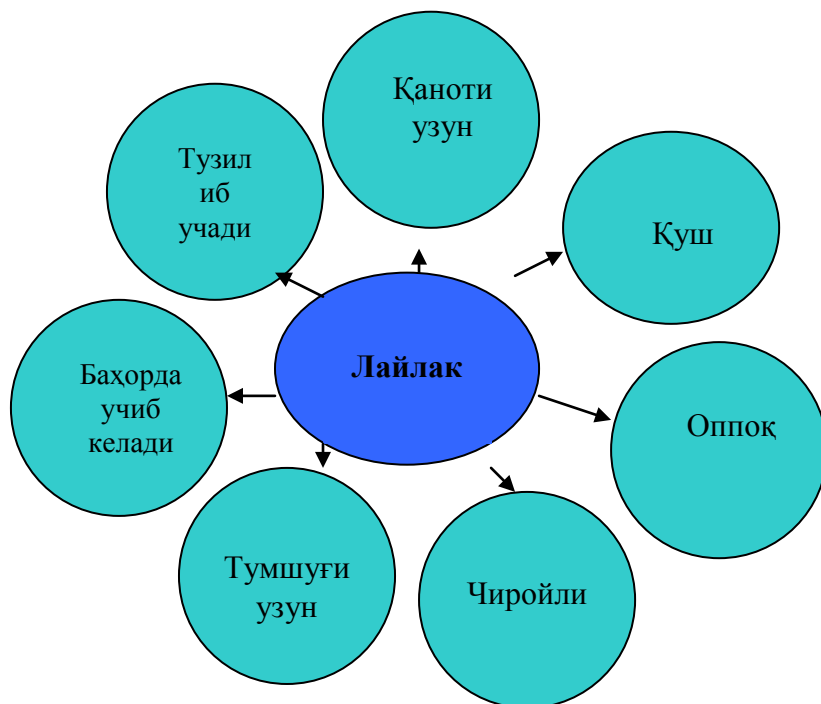 Қаноти
узун
Тузил
иб
учади
Қуш
Лайлак
Баҳорда
учиб
келади
Оппоқ
Тумшуғи
узун
Чиройли